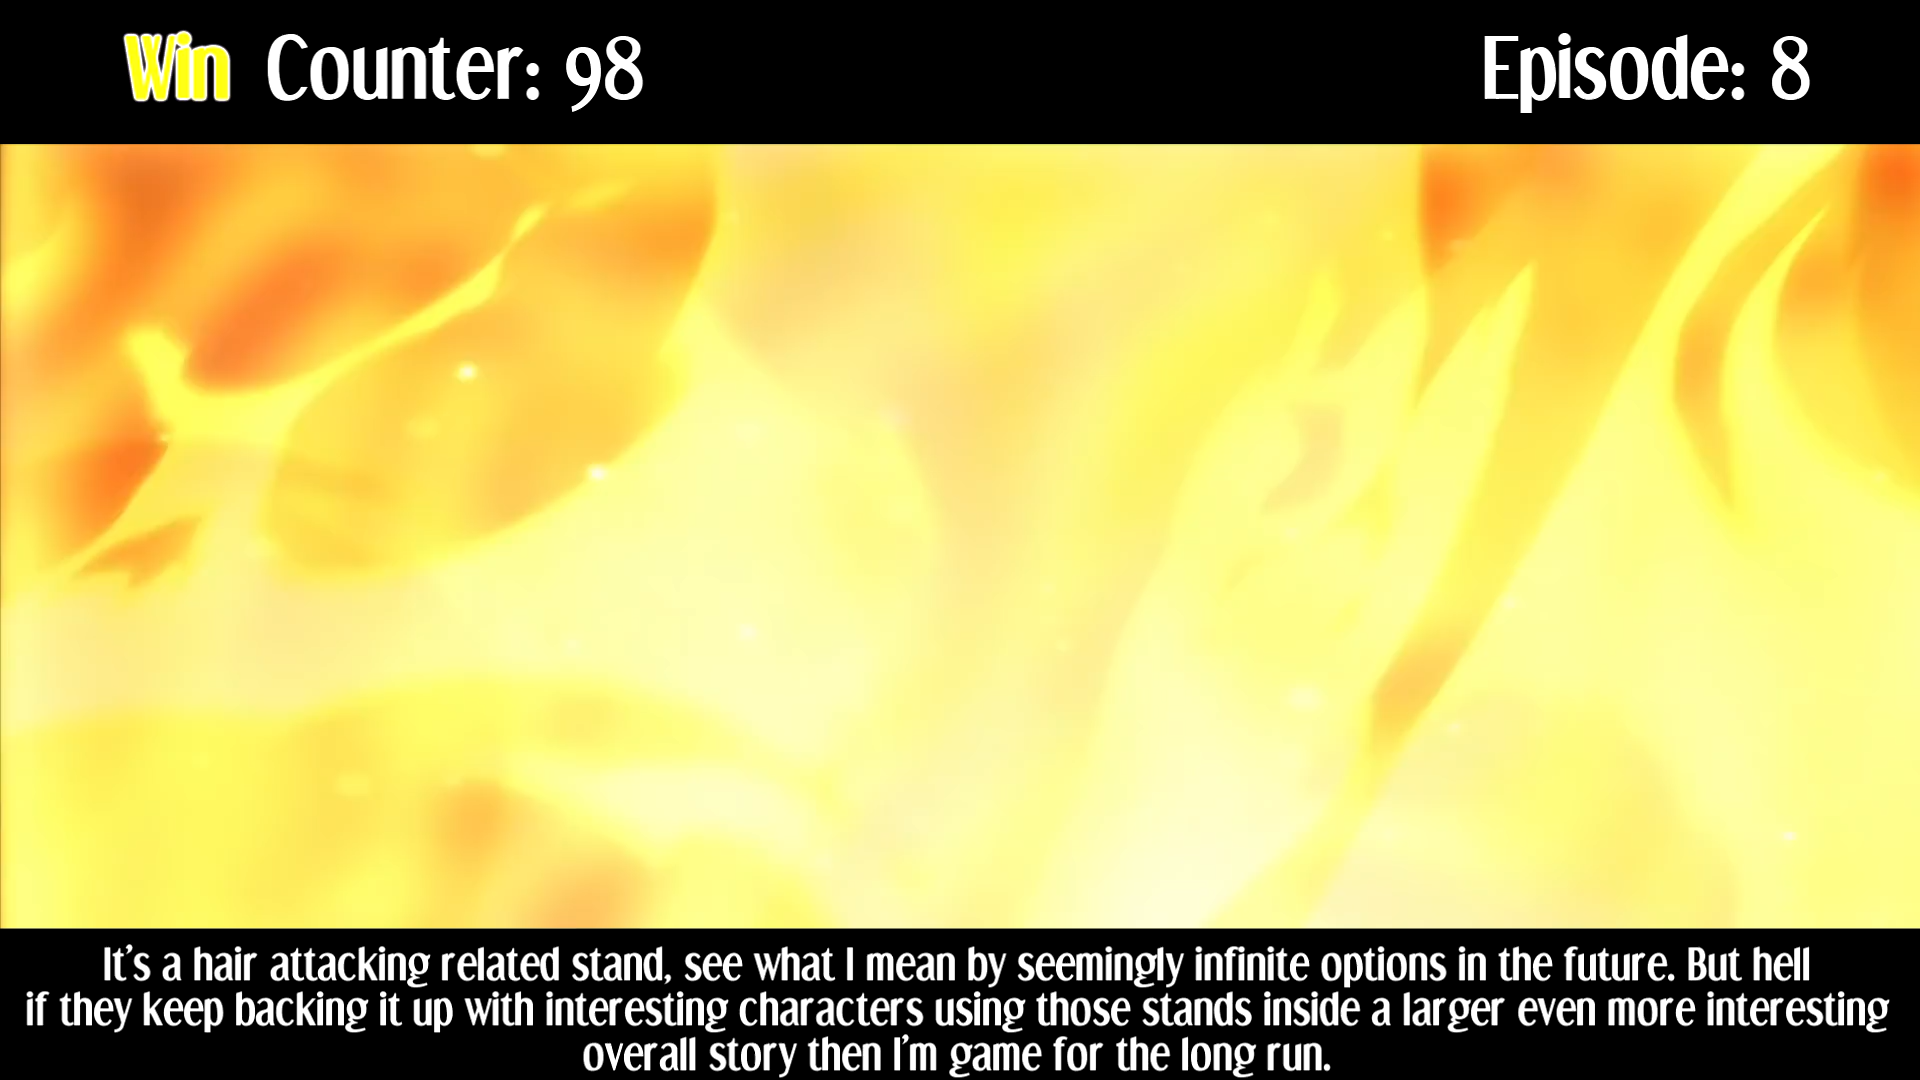 Win Counter: 98
Episode: 8
It's a hair attacking related stand, see what I mean by seemingly infinite options in the future. But hell
if they keep backing it up with interesting characters using those stands inside a larger even more interesting
overall story then I'm game for the long run.